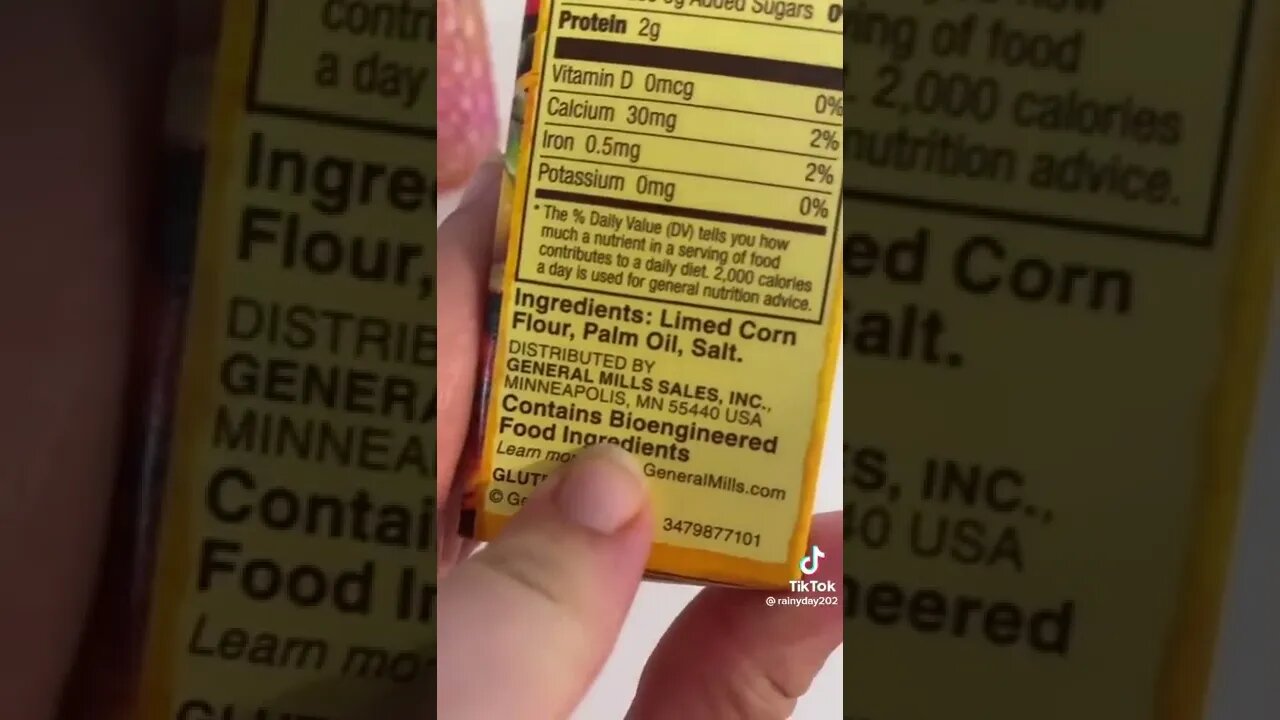 Added Sugars
Protein 2g
Vitamin D 0mcg 0%
Calcium 30mg 2%
Iron 0.5mg 2%
Potassium 0mg 0%
* The % Daily Value (DV) tells you how
much a nutrient in a serving of food
contributes to a daily diet. 2,000 calories
a day is used for general nutrition advice.
Ingredients: Limed Corn
Flour, Palm Oil, Salt.
DISTRIBUTED BY
GENERAL MILLS SALES, INC.,
MINNEAPOLIS, MN 55440 USA
Contains Bioengineered
Food Ingredients
Learn GeneralMills.com
3479877101
TikTok
@rainyday202